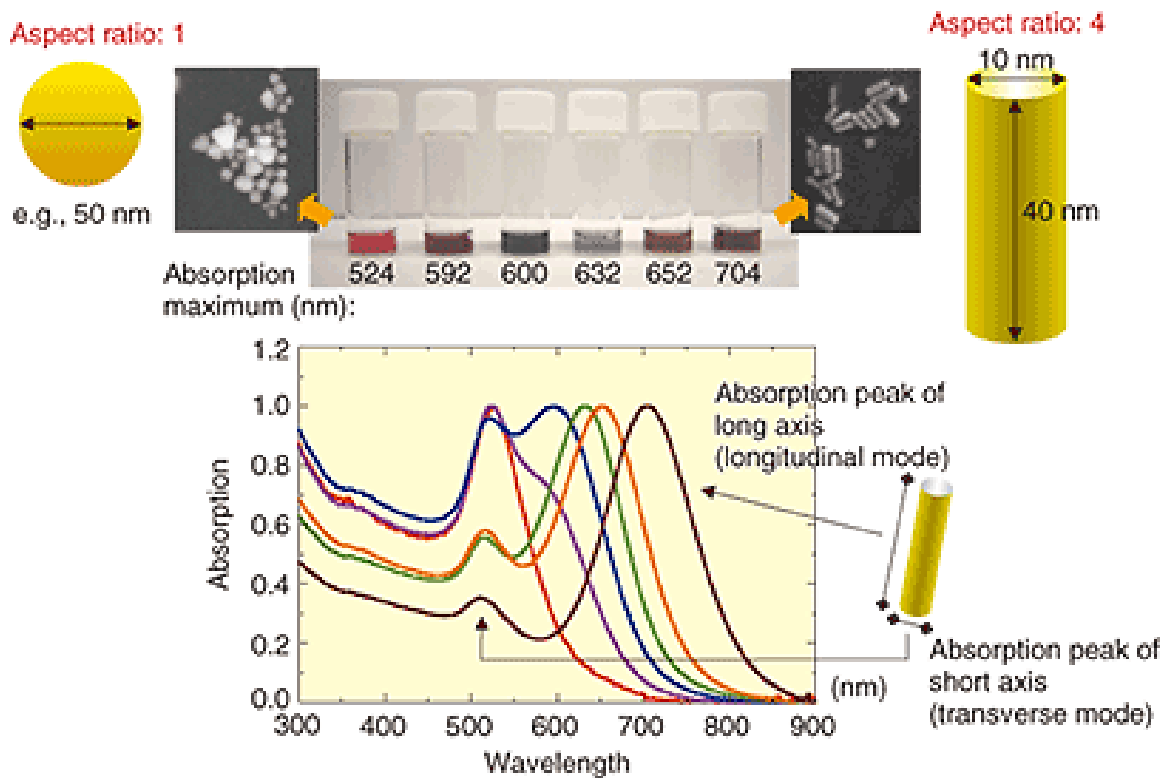 Aspect ratio: 1
Aspect ratio: 4
10 nm
e.g., 50 nm
40 nm
Absorption
maximum (nm):
524 592 600 632 652 704
1.2
1.0
0.8
0.6
0.4
0.2
0.0
Absorption
300 400 500 600 700 800 900
(nm)
Wavelength
Absorption peak of
long axis
(longitudinal mode)
Absorption peak of
short axis
(transverse mode)